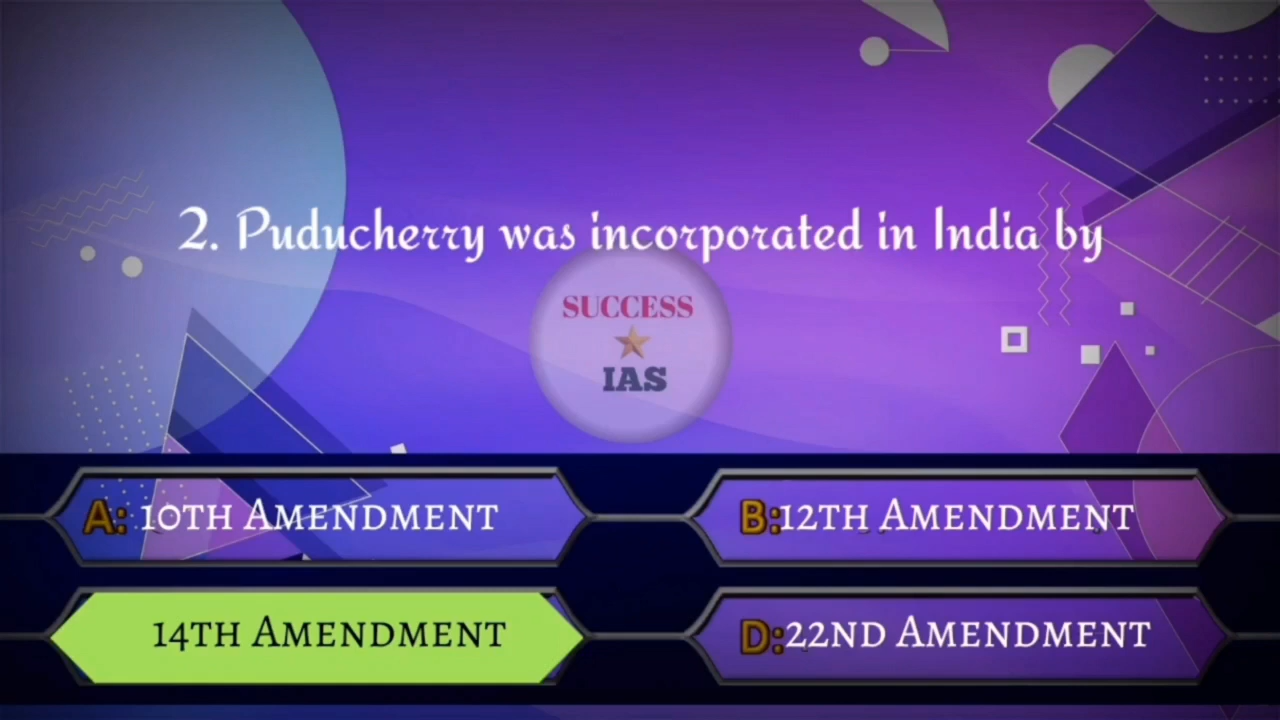 2. Puducherry was incorporated in India by
SUCCESS
IAS
A: 10TH AMENDMENT
B:12TH AMENDMENT
14TH AMENDMENT
D:22ND AMENDMENT